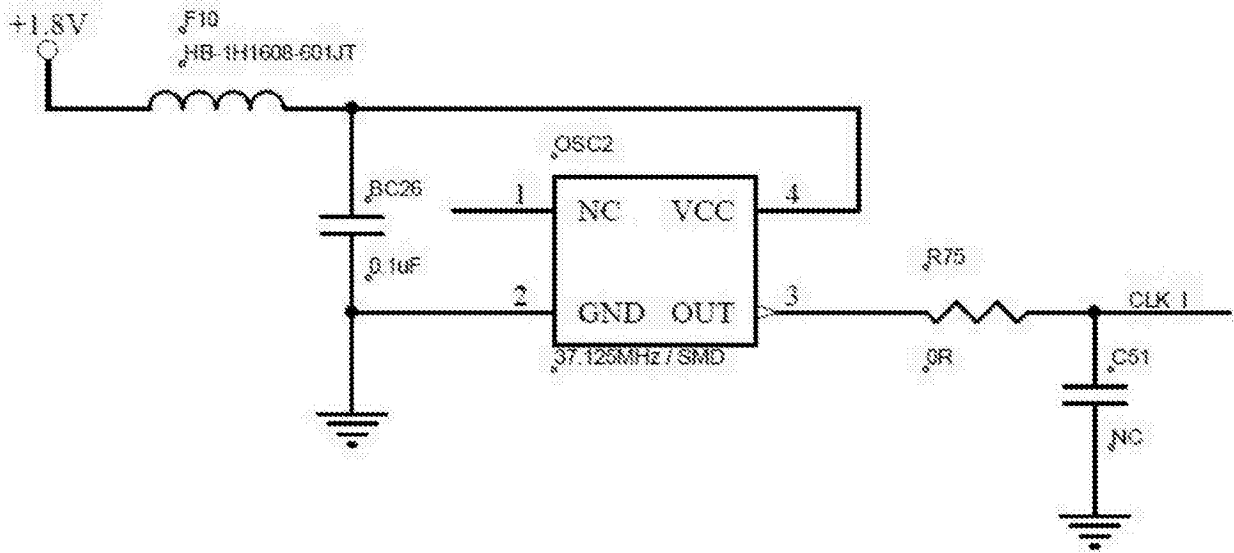 +1.8V
F10
HB-1H1608-601JT
OSC2
BC26
0.1uF
1
NC
VCC
4
2
GND
OUT
3
37.125MHz / SMD
R75
0R
CLK I
C51
NC